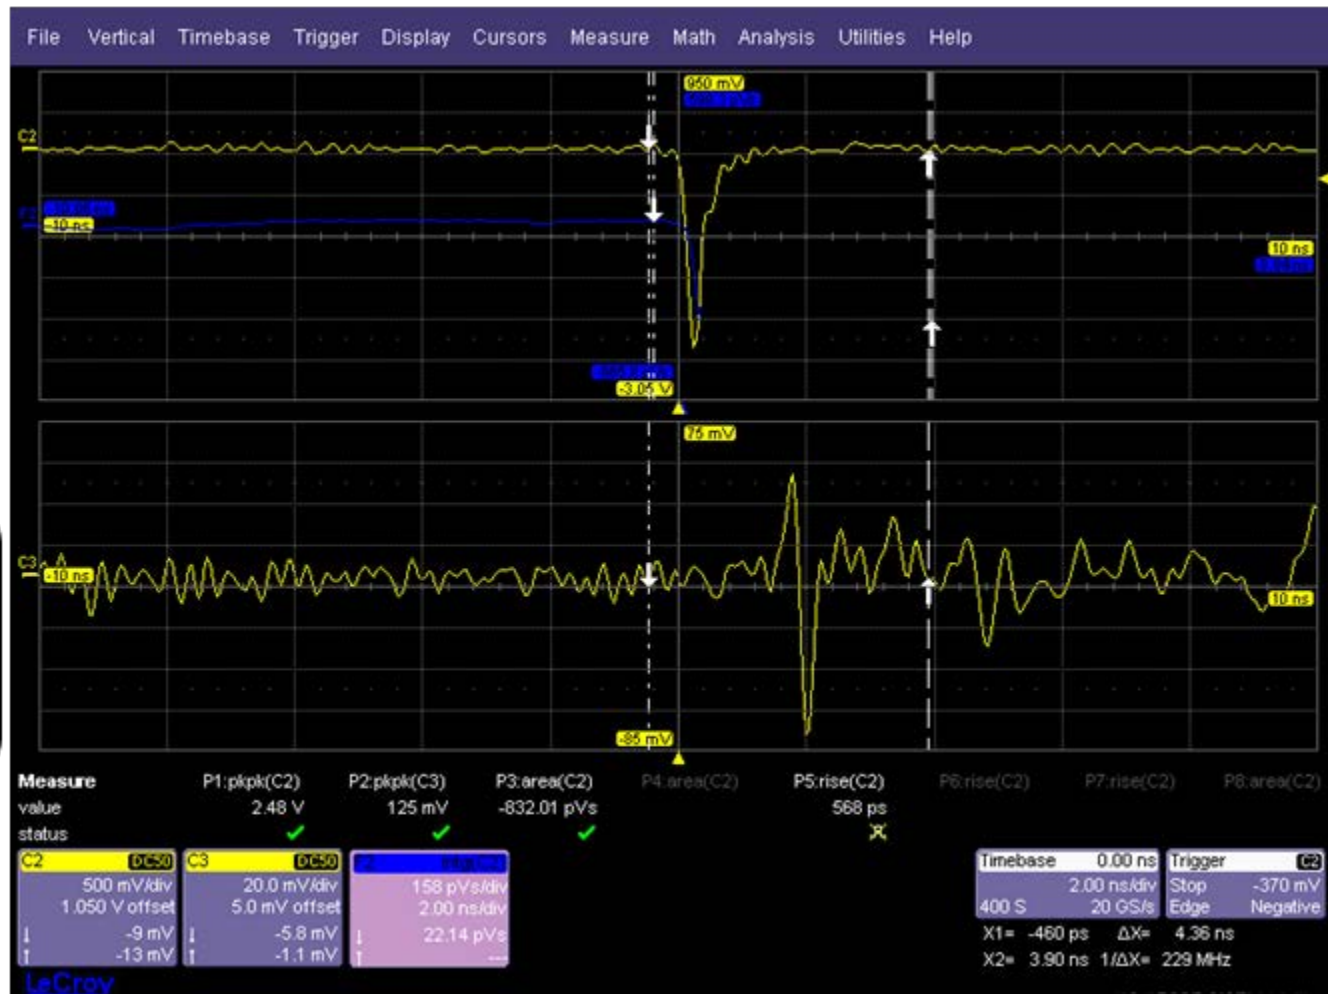 File Vertical Timebase Trigger Display Cursors Measure Math Analysis Utilities Help
950 mV
C2
-10 ns
10 ns
-3.05 V
75 mV
C3
-10 ns
10 ns
-85 mV
Measure P1:pkpk(C2) P2:pkpk(C3) P3:area(C2) P4:area(C2) P5:rise(C2) P6:rise(C2) P7:rise(C2) P8:area(C2)
value 2.48 V 125 mV -832.01 pVs 568 ps
status
C2 DC50 C3 DC50 F2 Timebase 0.00 ns Trigger C2
500 mV/div 20.0 mV/div 158 pVs/div 2.00 ns/div Stop -370 mV
1.050 V offset 5.0 mV offset 2.00 ns/div 400 S 20 GS/s Edge Negative
-9 mV -5.8 mV 22.14 pVs X1= -460 ps ΔX= 4.36 ns
-13 mV -1.1 mV --- X2= 3.90 ns 1/ΔX= 229 MHz
LeCroy